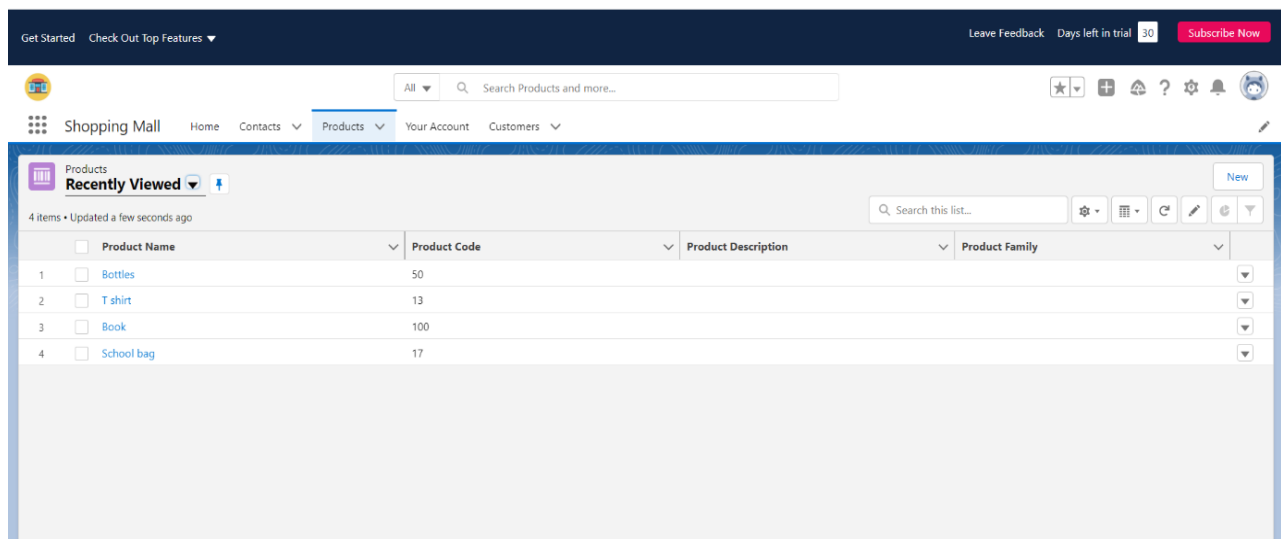 Get Started Check Out Top Features Leave Feedback Days left in trial 30 Subscribe Now
All Search Products and more...
Shopping Mall Home Contacts Products Your Account Customers
Products
Recently Viewed
New
4 items • Updated a few seconds ago
Search this list...
Product Name Product Code Product Description Product Family
1 Bottles 50
2 T shirt 13
3 Book 100
4 School bag 17